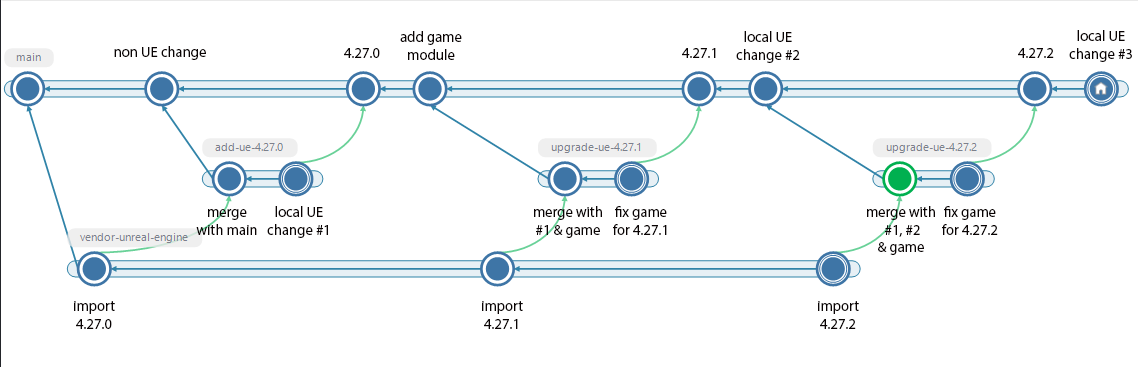 main
non UE change
4.27.0
add game
module
4.27.1
local UE
change #2
4.27.2
local UE
change #3
add-ue-4.27.0
upgrade-ue-4.27.1
upgrade-ue-4.27.2
merge
with main
local UE
change #1
merge with
#1 & game
fix game
for 4.27.1
merge with
#1, #2
& game
fix game
for 4.27.2
vendor-unreal-engine
import
4.27.0
import
4.27.1
import
4.27.2